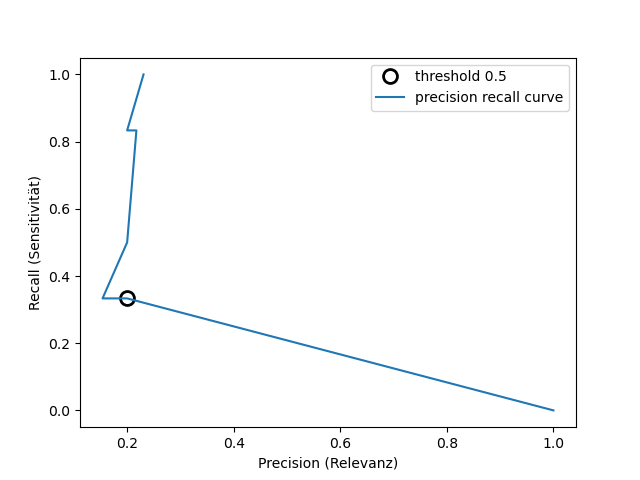 threshold 0.5
precision recall curve
1.0
0.8
0.6
0.4
0.2
0.0
Recall (Sensitivität)
0.2
0.4
0.6
0.8
1.0
Precision (Relevanz)